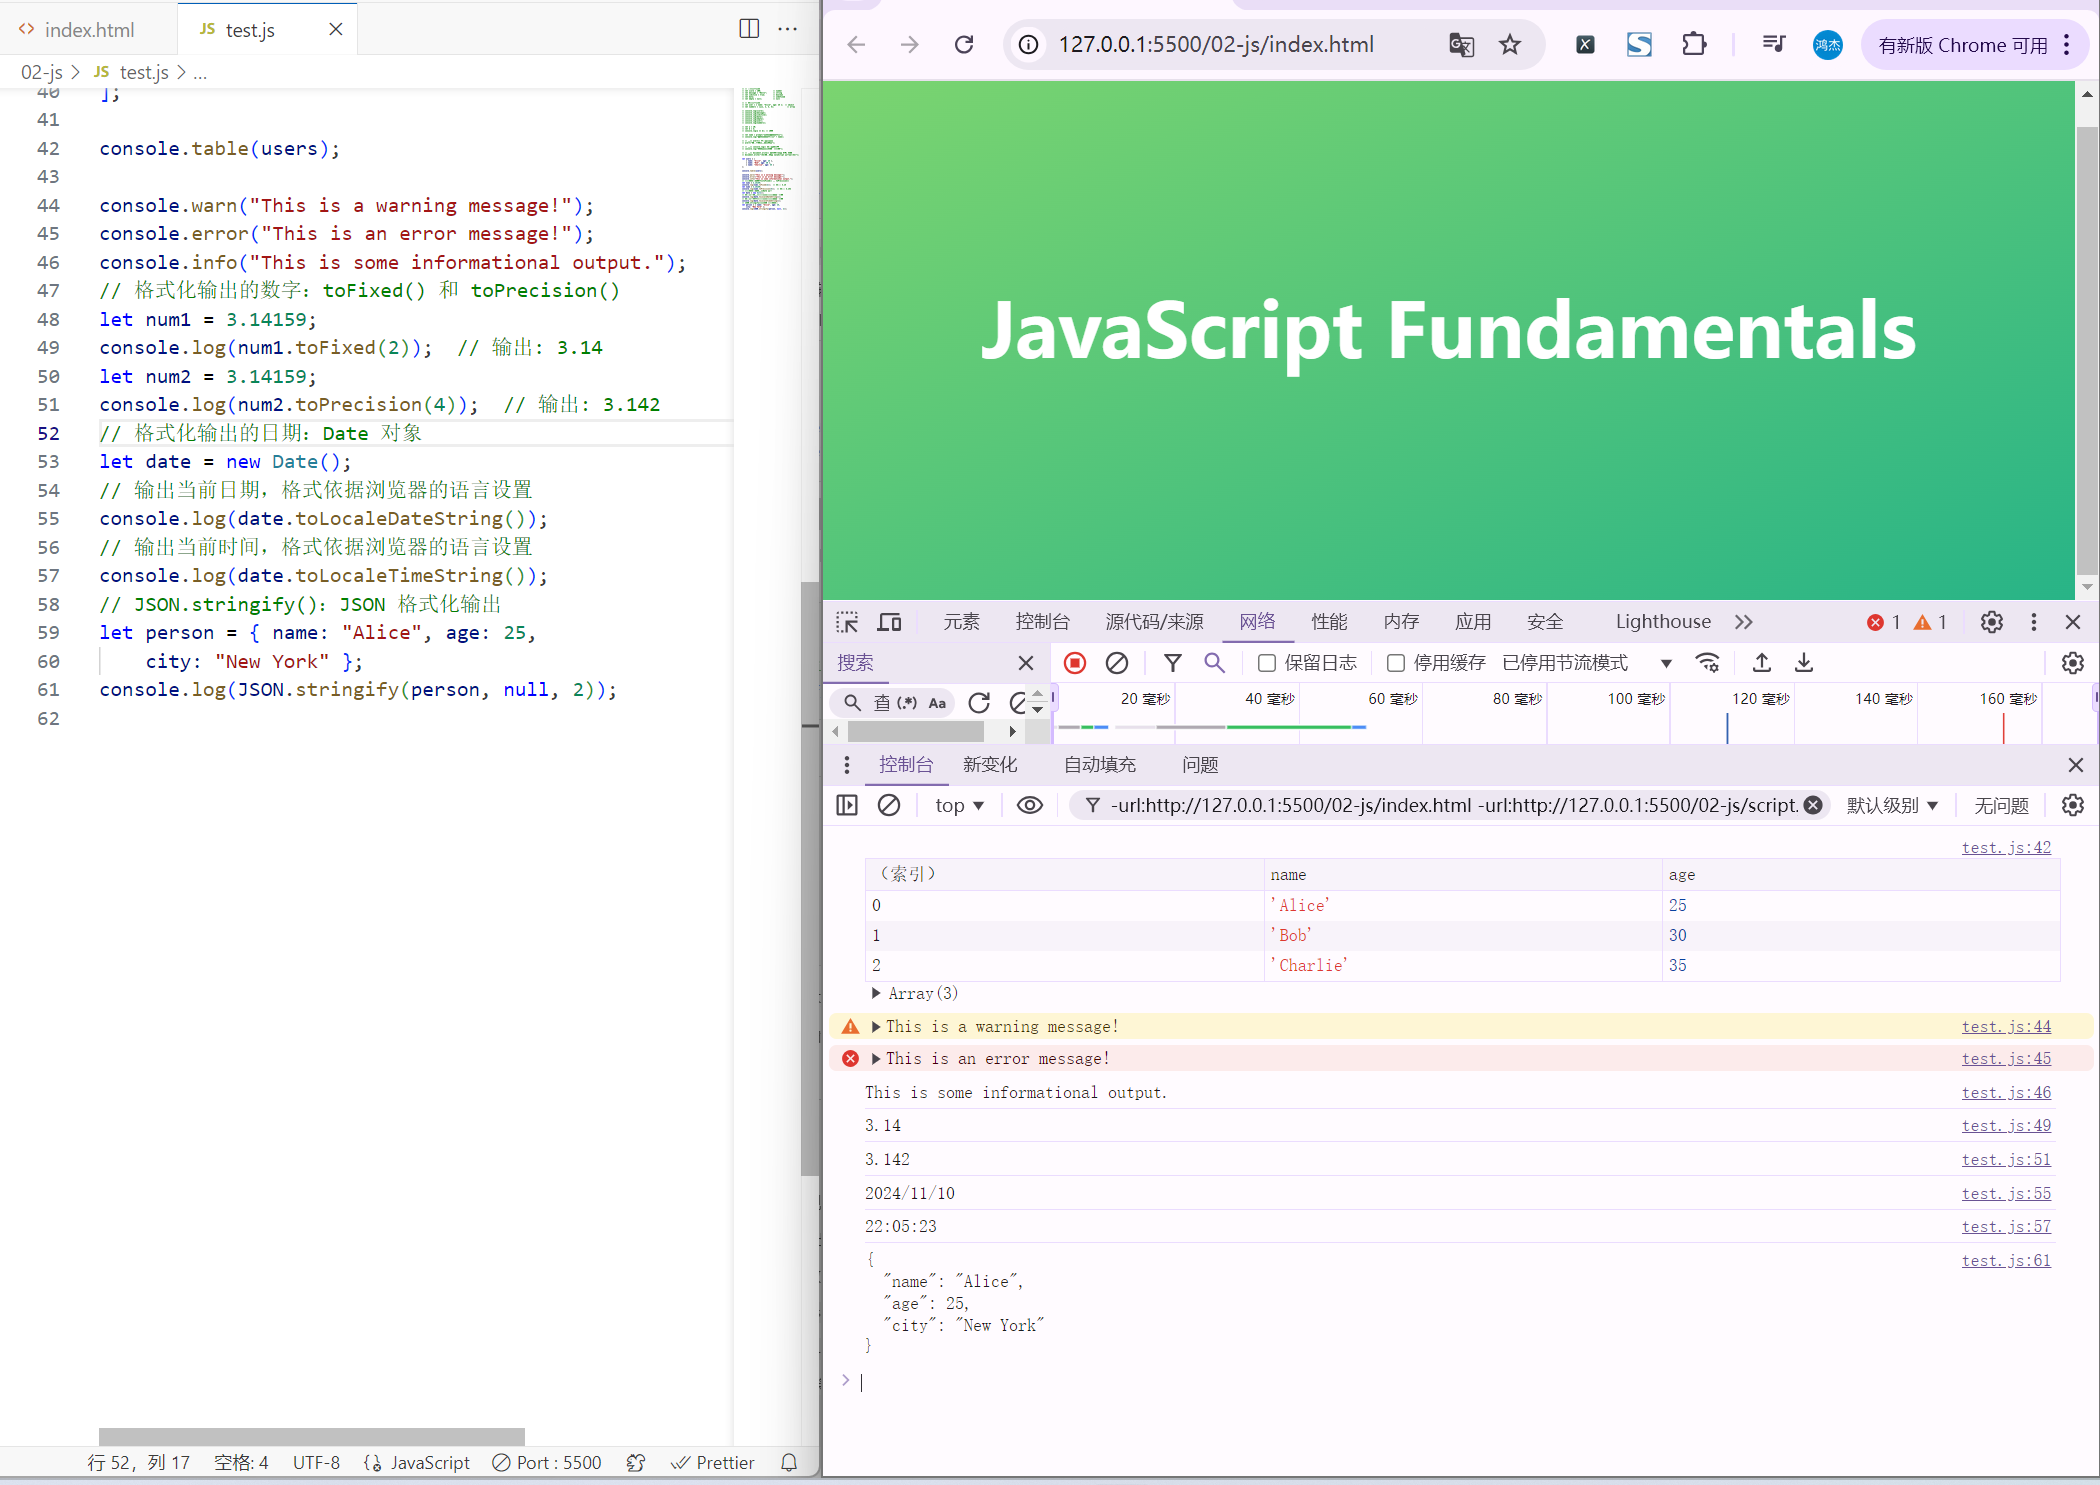 index.html
JS test.js
02-js > JS test.js > ...
40 ];
41
42 console.table(users);
43
44 console.warn("This is a warning message!");
45 console.error("This is an error message!");
46 console.info("This is some informational output.");
47 // 格式化输出的数字：toFixed() 和 toPrecision()
48 let num1 = 3.14159;
49 console.log(num1.toFixed(2));  // 输出: 3.14
50 let num2 = 3.14159;
51 console.log(num2.toPrecision(4));  // 输出: 3.142
52 // 格式化输出的日期：Date 对象
53 let date = new Date();
54 // 输出当前日期，格式依据浏览器的语言设置
55 console.log(date.toLocaleDateString());
56 // 输出当前时间，格式依据浏览器的语言设置
57 console.log(date.toLocaleTimeString());
58 // JSON.stringify()：JSON 格式化输出
59 let person = { name: "Alice", age: 25,
60     city: "New York" };
61 console.log(JSON.stringify(person, null, 2));
62
行 52，列 17 空格: 4 UTF-8 {} JavaScript Port : 5500 Prettier
127.0.0.1:5500/02-js/index.html 鸿杰 有新版 Chrome 可用
JavaScript Fundamentals
元素 控制台 源代码/来源 网络 性能 内存 应用 安全 Lighthouse 1 1
搜索 保留日志 停用缓存 已停用节流模式
查 (.*) Aa 20 毫秒 40 毫秒 60 毫秒 80 毫秒 100 毫秒 120 毫秒 140 毫秒 160 毫秒
控制台 新变化 自动填充 问题
top -url:http://127.0.0.1:5500/02-js/index.html -url:http://127.0.0.1:5500/02-js/script. 默认级别 无问题
test.js:42
（索引） name age
0 'Alice' 25
1 'Bob' 30
2 'Charlie' 35
Array(3)
This is a warning message! test.js:44
This is an error message! test.js:45
This is some informational output. test.js:46
3.14 test.js:49
3.142 test.js:51
2024/11/10 test.js:55
22:05:23 test.js:57
{ test.js:61
"name": "Alice",
"age": 25,
"city": "New York"
}